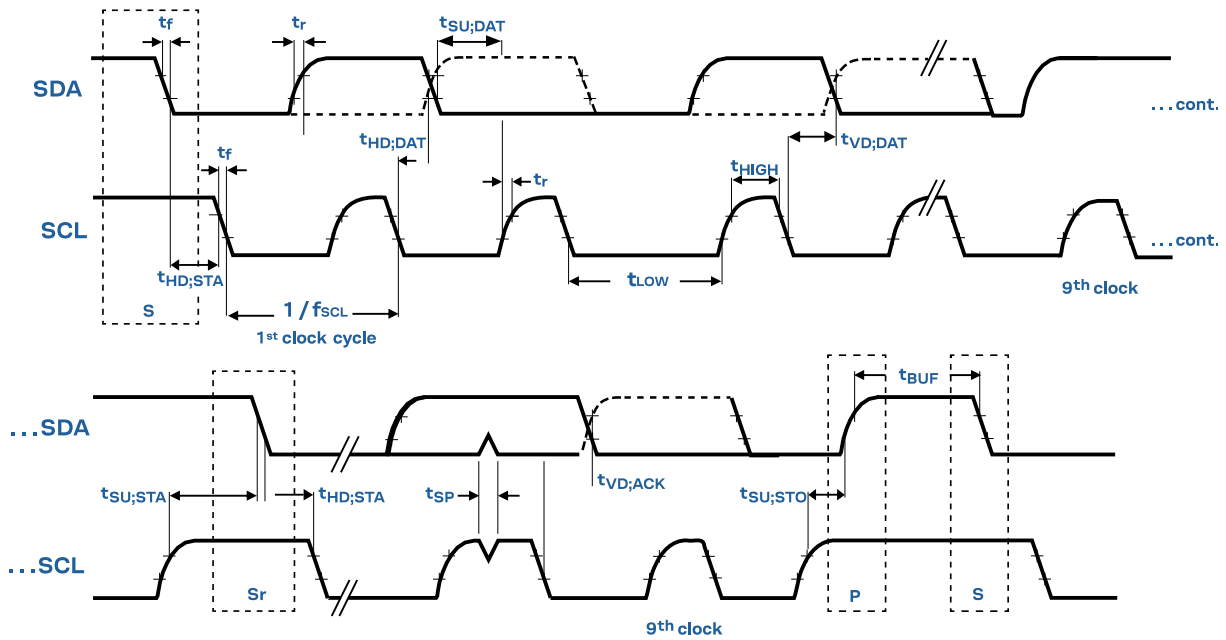 tf
tr
tSU;DAT
SDA
...cont.
tHD;DAT
tVD;DAT
tf
tr
tHIGH
SCL
...cont.
tHD;STA
tLOW
S
1 / fSCL
9th clock
1st clock cycle
tBUF
...SDA
tSU;STA
tHD;STA
tSP
tVD;ACK
tSU;STO
...SCL
Sr
P
S
9th clock